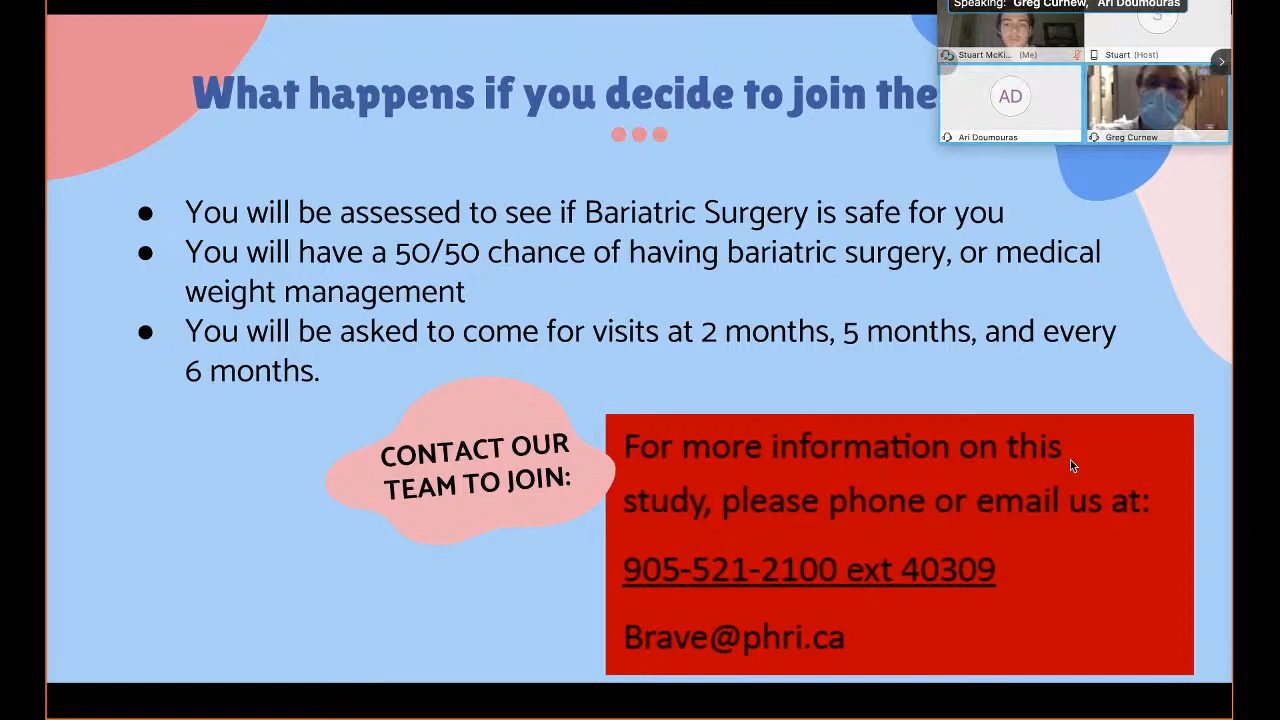 Speaking: Greg Curnew, Ari Doumouras
S
Stuart McKi... (Me)
Stuart (Host)
AD
Ari Doumouras
Greg Curnew
What happens if you decide to join the
● You will be assessed to see if Bariatric Surgery is safe for you
● You will have a 50/50 chance of having bariatric surgery, or medical
weight management
● You will be asked to come for visits at 2 months, 5 months, and every
6 months.
CONTACT OUR
TEAM TO JOIN:
For more information on this
study, please phone or email us at:
905-521-2100 ext 40309
Brave@phri.ca